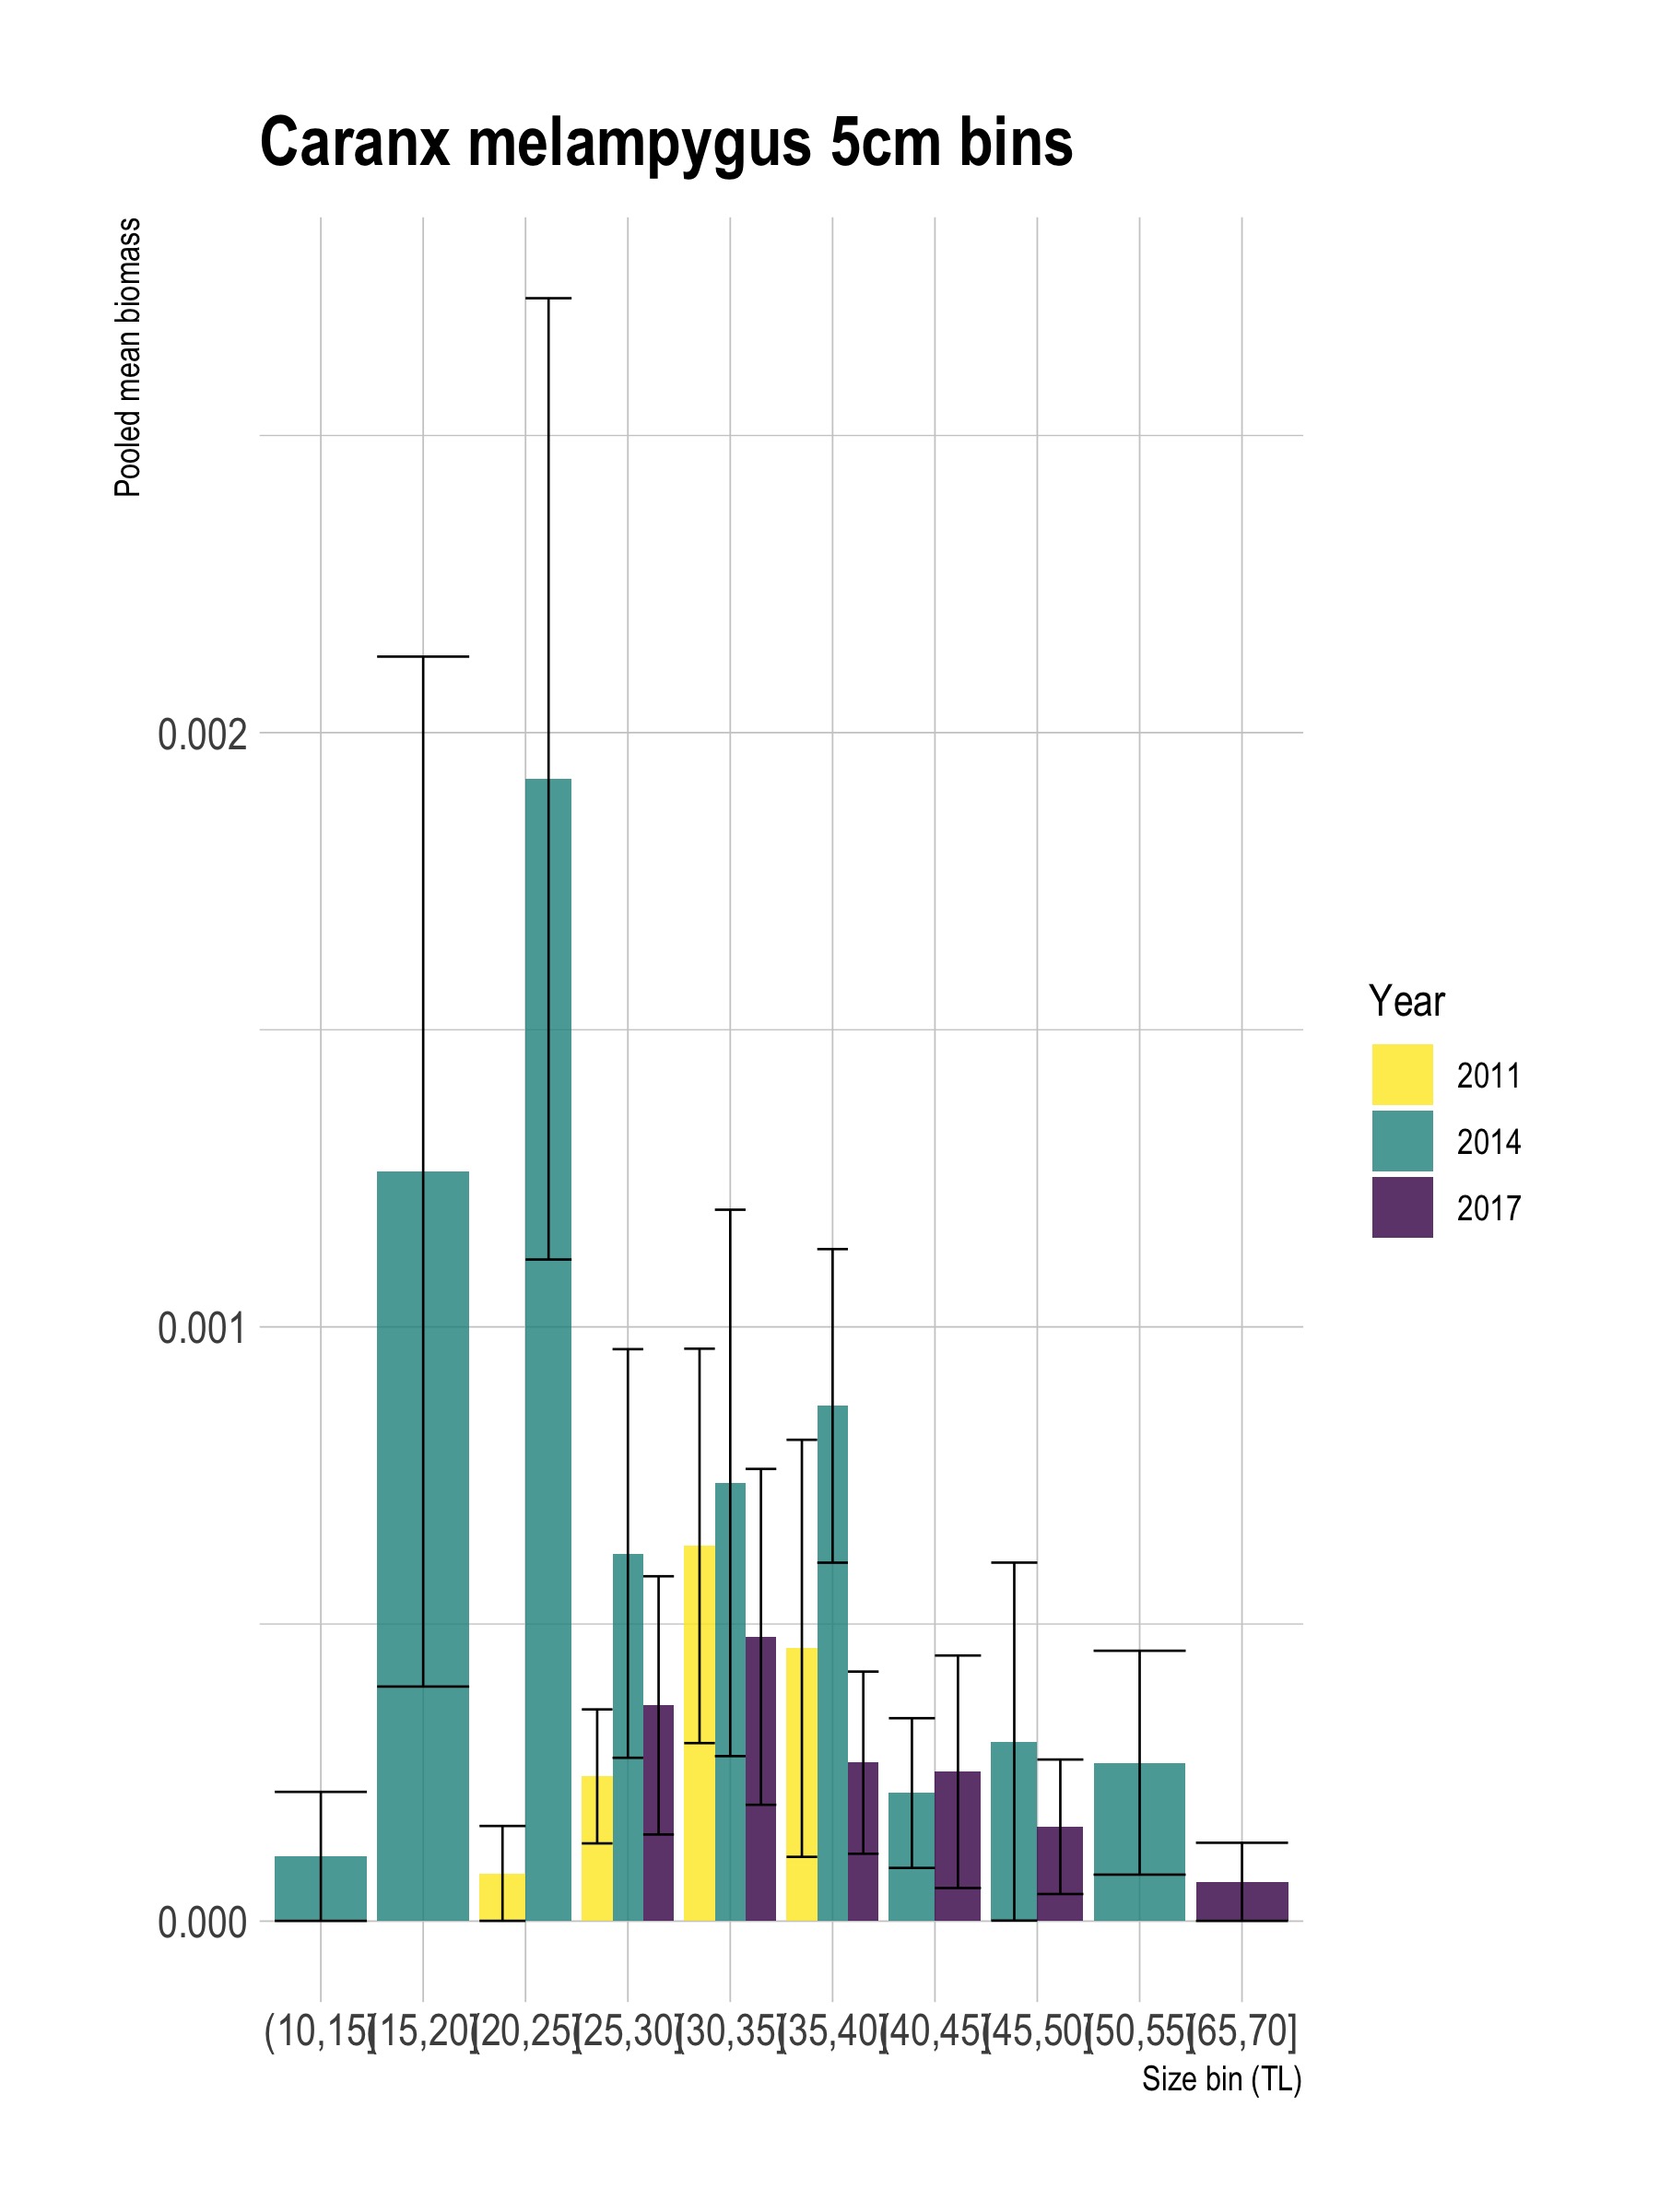 Caranx melampygus 5cm bins
Pooled mean biomass
0.002
0.001
0.000
Year
2011
2014
2017
(10,15] (15,20] (20,25] (25,30] (30,35] (35,40] (40,45] (45,50] (50,55] (65,70]
Size bin (TL)